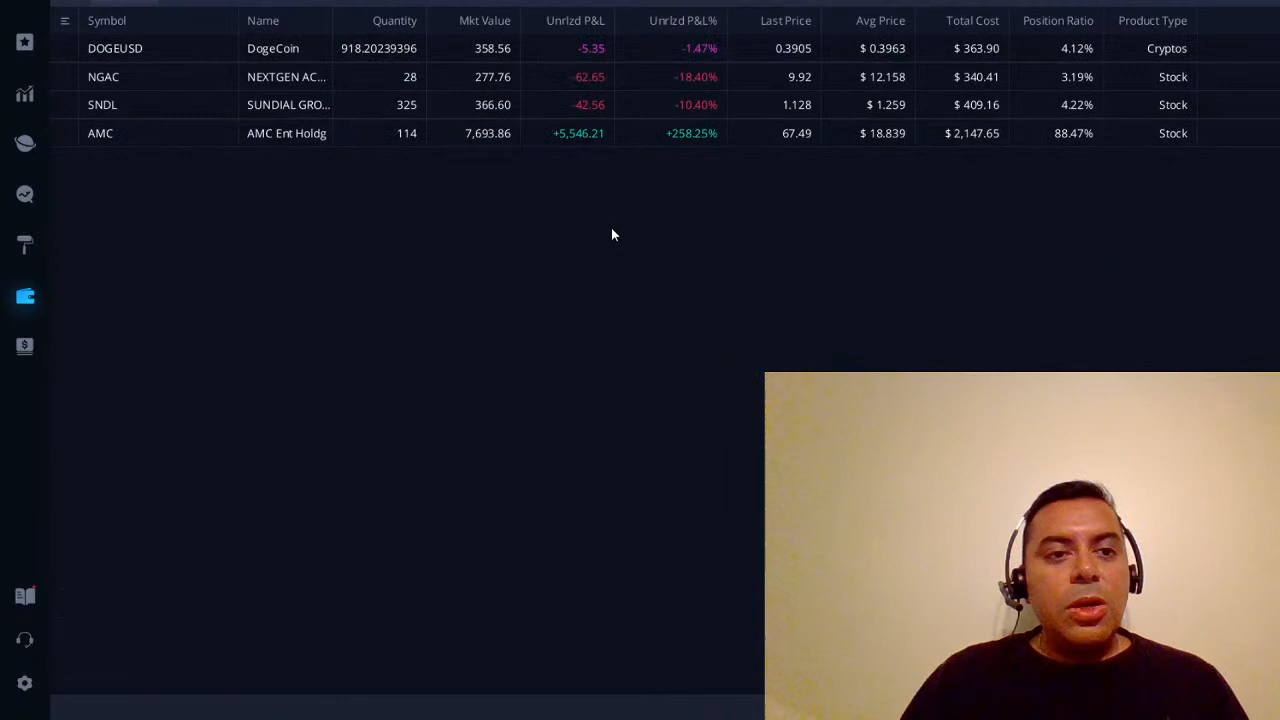 Symbol Name Quantity Mkt Value Unrlzd P&L Unrlzd P&L% Last Price Avg Price Total Cost Position Ratio Product Type
DOGEUSD DogeCoin 918.20239396 358.56 -5.35 -1.47% 0.3905 $ 0.3963 $ 363.90 4.12% Cryptos
NGAC NEXTGEN AC... 28 277.76 -62.65 -18.40% 9.92 $ 12.158 $ 340.41 3.19% Stock
SNDL SUNDIAL GRO... 325 366.60 -42.56 -10.40% 1.128 $ 1.259 $ 409.16 4.22% Stock
AMC AMC Ent Holdg 114 7,693.86 +5,546.21 +258.25% 67.49 $ 18.839 $ 2,147.65 88.47% Stock